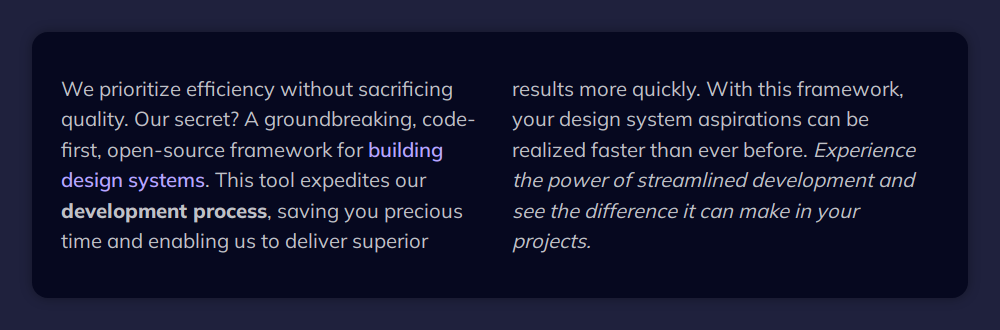 We prioritize efficiency without sacrificing
quality. Our secret? A groundbreaking, code-
first, open-source framework for building
design systems. This tool expedites our
development process, saving you precious
time and enabling us to deliver superior
results more quickly. With this framework,
your design system aspirations can be
realized faster than ever before. Experience
the power of streamlined development and
see the difference it can make in your
projects.